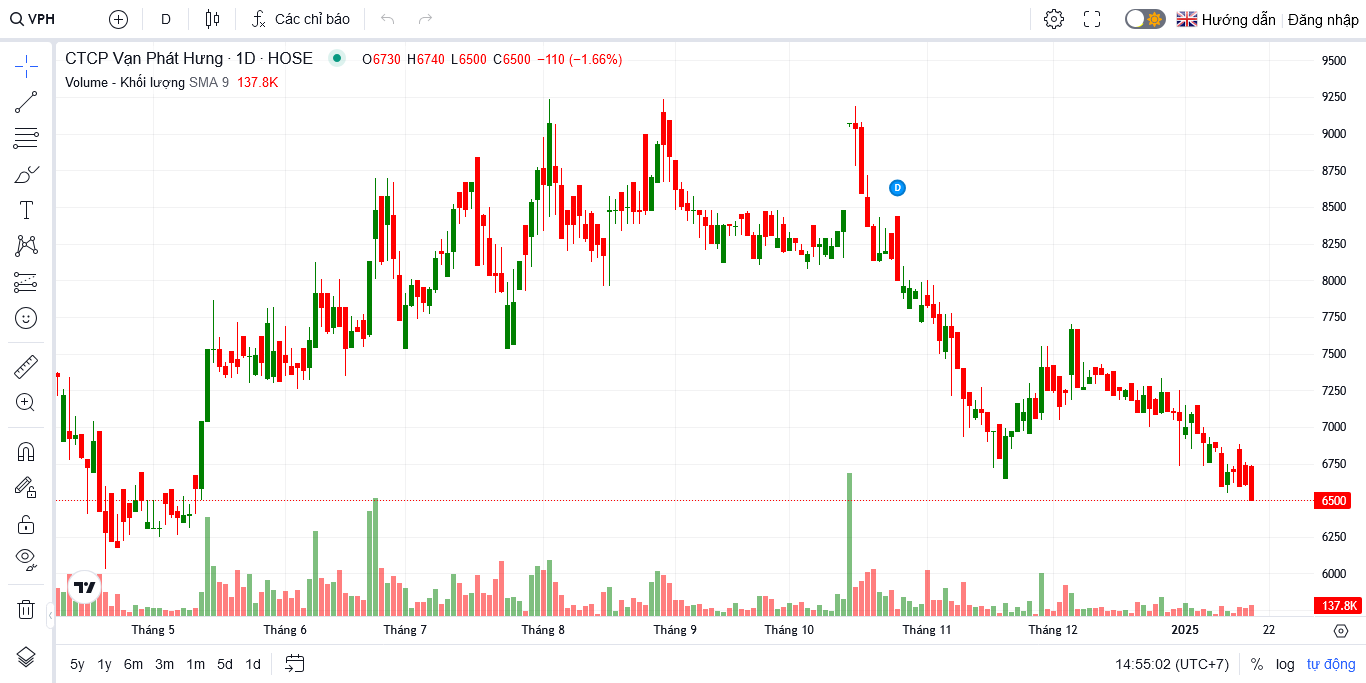 VPH D Các chỉ báo Hướng dẫn Đăng nhập
CTCP Vạn Phát Hưng · 1D · HOSE O6730 H6740 L6500 C6500 −110 (−1.66%)
Volume - Khối lượng SMA 9 137.8K
9500
9250
9000
8750
D
8500
8250
8000
7750
7500
7250
7000
6750
6500
6250
6000
137.8K
Tháng 5 Tháng 6 Tháng 7 Tháng 8 Tháng 9 Tháng 10 Tháng 11 Tháng 12 2025 22
5y 1y 6m 3m 1m 5d 1d 14:55:02 (UTC+7) % log tự động